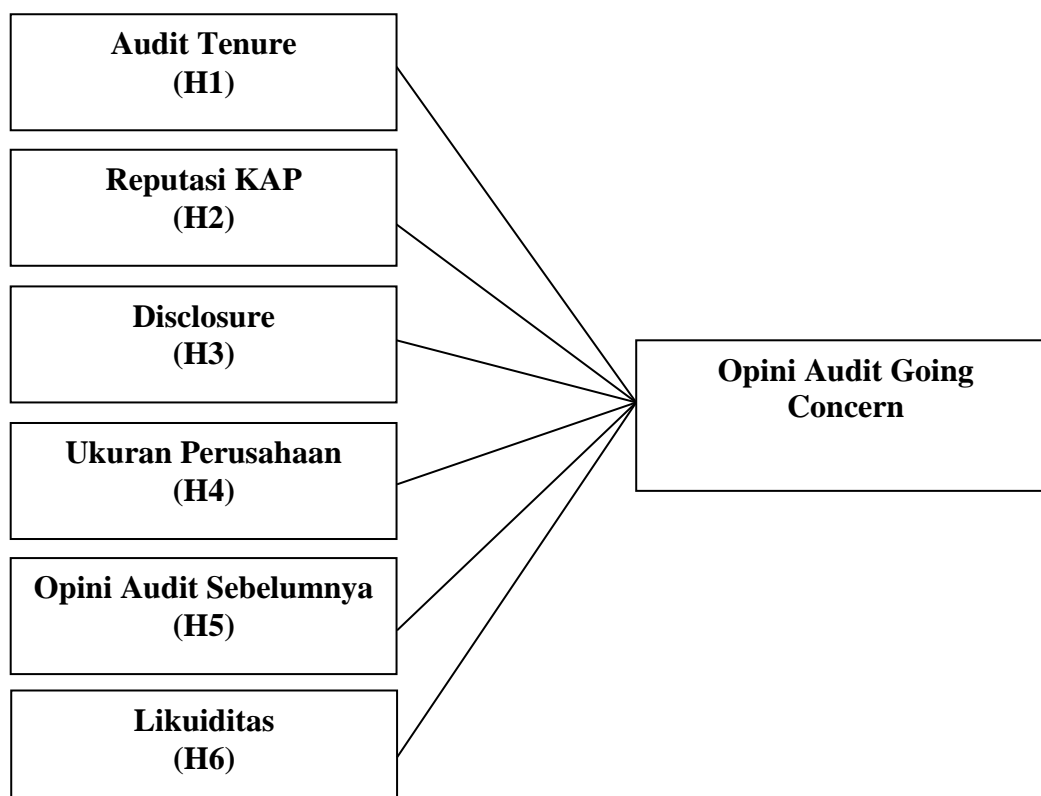 Audit Tenure
(H1)
Reputasi KAP
(H2)
Disclosure
(H3)
Ukuran Perusahaan
(H4)
Opini Audit Sebelumnya
(H5)
Likuiditas
(H6)
Opini Audit Going
Concern